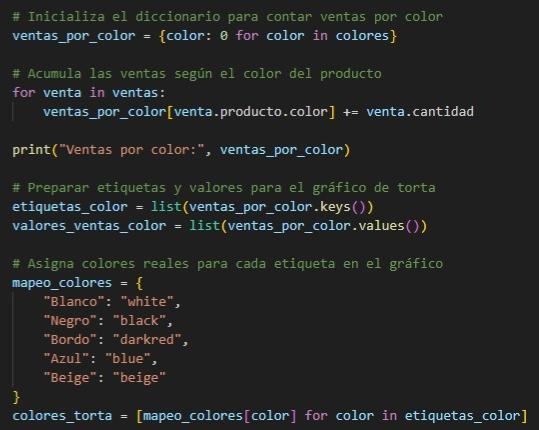 # Inicializa el diccionario para contar ventas por color
ventas_por_color = {color: 0 for color in colores}

# Acumula las ventas según el color del producto
for venta in ventas:
    ventas_por_color[venta.producto.color] += venta.cantidad

print("Ventas por color:", ventas_por_color)

# Preparar etiquetas y valores para el gráfico de torta
etiquetas_color = list(ventas_por_color.keys())
valores_ventas_color = list(ventas_por_color.values())

# Asigna colores reales para cada etiqueta en el gráfico
mapeo_colores = {
    "Blanco": "white",
    "Negro": "black",
    "Bordo": "darkred",
    "Azul": "blue",
    "Beige": "beige"
}
colores_torta = [mapeo_colores[color] for color in etiquetas_color]